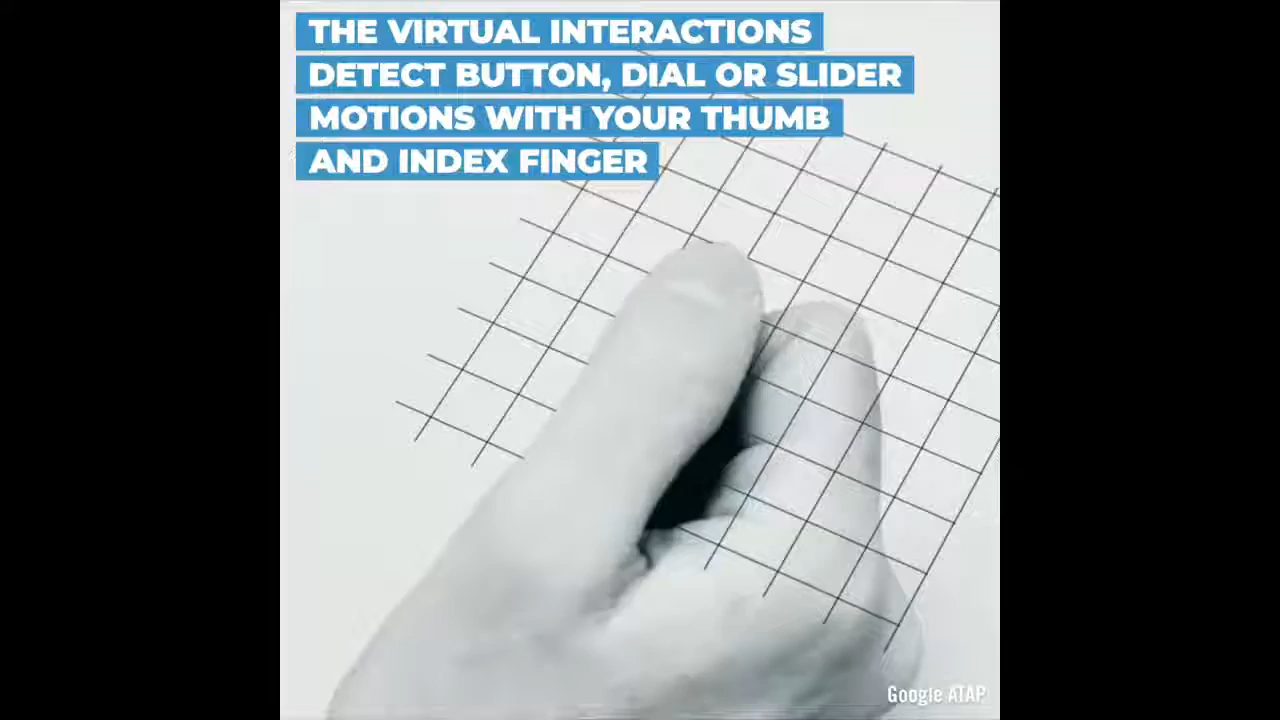 THE VIRTUAL INTERACTIONS
DETECT BUTTON, DIAL OR SLIDER
MOTIONS WITH YOUR THUMB
AND INDEX FINGER
Google ATAP